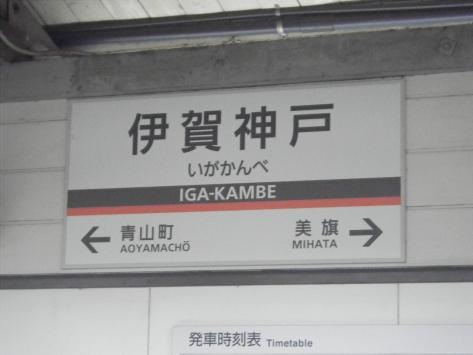 伊賀神戸
いがかんべ
IGA-KAMBE
← 青山町 美旗 →
AOYAMACHŌ MIHATA
発車時刻表 Timetable